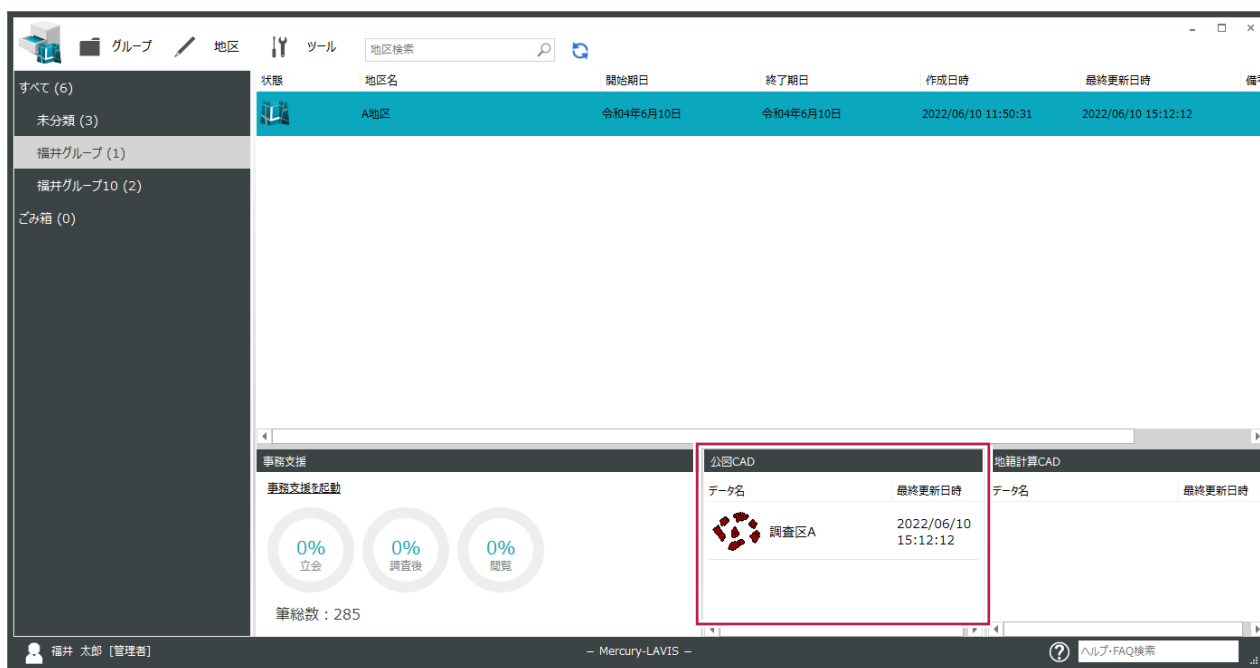 グループ 地区 ツール 地区検索
すべて (6)
未分類 (3)
福井グループ (1)
福井グループ10 (2)
ごみ箱 (0)
状態 地区名 開始期日 終了期日 作成日時 最終更新日時
A地区 令和4年6月10日 令和4年6月10日 2022/06/10 11:50:31 2022/06/10 15:12:12
事務支援
事務支援を起動
0% 0% 0%
立会 調査後 閲覧
筆総数：285
公図CAD
データ名 最終更新日時
調査区A 2022/06/10
15:12:12
地籍計算CAD
データ名 最終更新日時
福井 太郎 [管理者] – Mercury-LAVIS – ヘルプ・FAQ検索